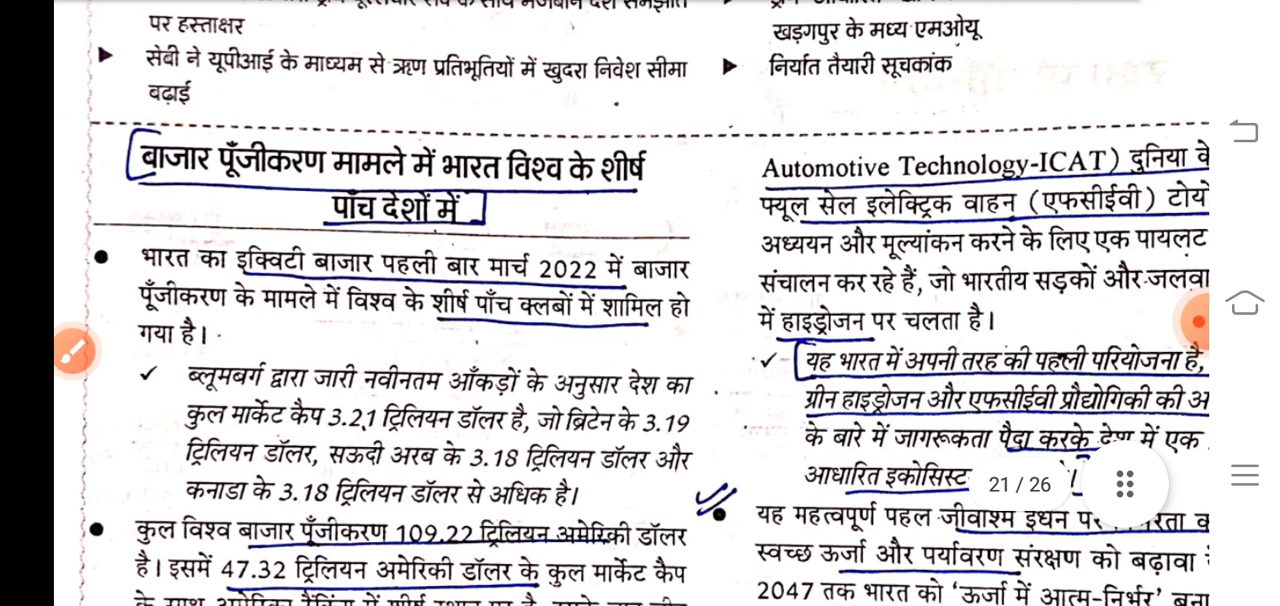 पर हस्ताक्षर
सेबी ने यूपीआई के माध्यम से ऋण प्रतिभूतियों में खुदरा निवेश सीमा
बढ़ाई
खड़गपुर के मध्य एमओयू
निर्यात तैयारी सूचकांक
बाजार पूँजीकरण मामले में भारत विश्व के शीर्ष
पाँच देशों में
भारत का इक्विटी बाजार पहली बार मार्च 2022 में बाजार
पूँजीकरण के मामले में विश्व के शीर्ष पाँच क्लबों में शामिल हो
गया है।
ब्लूमबर्ग द्वारा जारी नवीनतम आँकड़ों के अनुसार देश का
कुल मार्केट कैप 3.21 ट्रिलियन डॉलर है, जो ब्रिटेन के 3.19
ट्रिलियन डॉलर, सऊदी अरब के 3.18 ट्रिलियन डॉलर और
कनाडा के 3.18 ट्रिलियन डॉलर से अधिक है।
कुल विश्व बाजार पूँजीकरण 109.22 ट्रिलियन अमेरिकी डॉलर
है। इसमें 47.32 ट्रिलियन अमेरिकी डॉलर के कुल मार्केट कैप
Automotive Technology-ICAT) दुनिया
फ्यूल सेल इलेक्ट्रिक वाहन (एफसीईवी)
अध्ययन और मूल्यांकन करने के लिए एक पायलट
संचालन कर रहे हैं, जो भारतीय सड़कों और
में हाइड्रोजन पर चलता है।
यह भारत में अपनी तरह की पहली परियोजना है,
ग्रीन हाइड्रोजन और एफसीईवी प्रौद्योगिकी की
के बारे में जागरूकता पैदा करके में एक
आधारित
21 / 26
यह महत्वपूर्ण पहल जीवाश्म इंधन
स्वच्छ ऊर्जा और पर्यावरण संरक्षण को बढ़ावा
2047 तक भारत को 'ऊर्जा में आत्म-निर्भर'